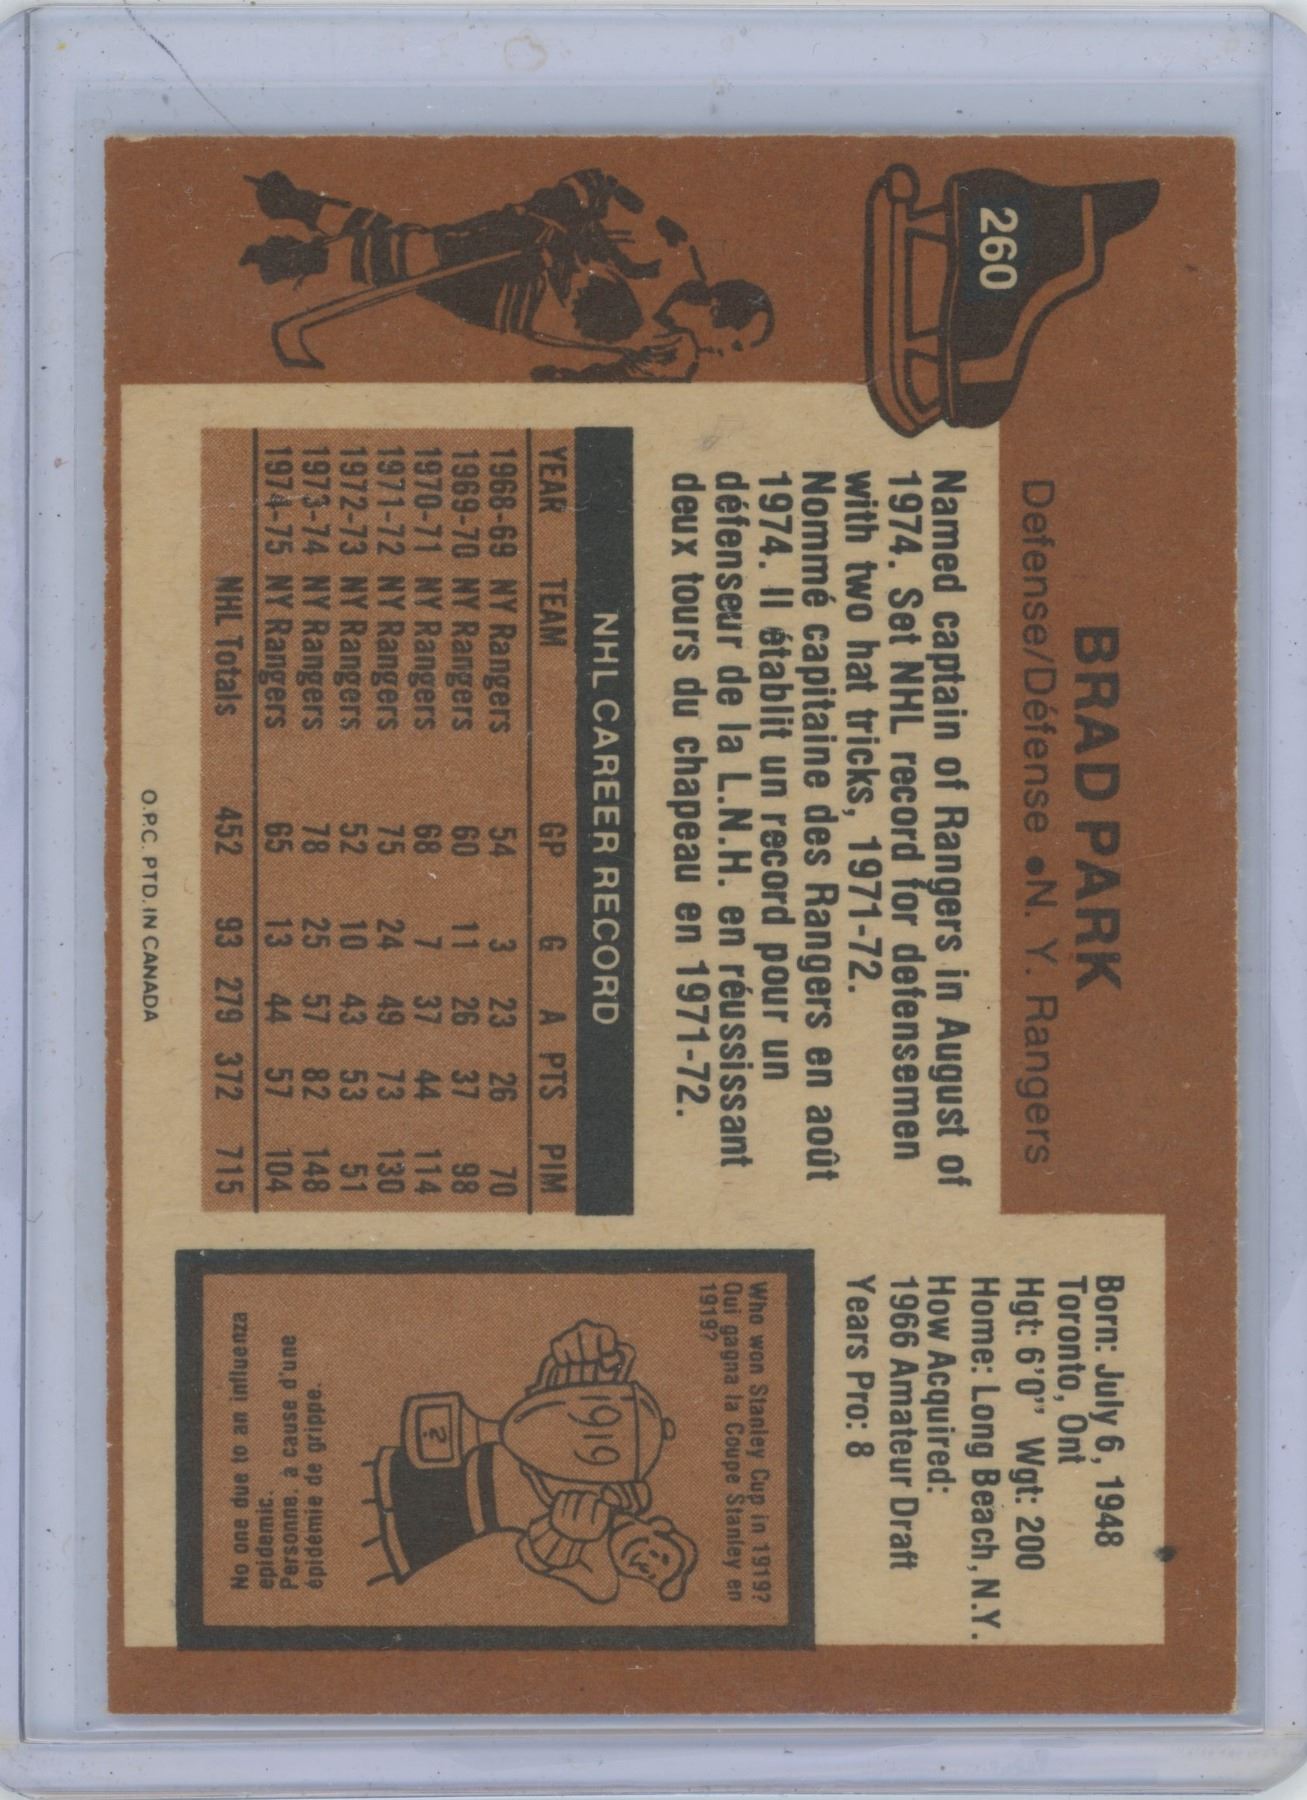 260
BRAD PARK
Defense/Défense ●N. Y. Rangers
Named captain of Rangers in August of
1974. Set NHL record for defensemen
with two hat tricks, 1971-72.
Nommé capitaine des Rangers en août
1974. Il établit un record pour un
défenseur de la L.N.H. en réussissant
deux tours du chapeau en 1971-72.
Born: July 6, 1948
Toronto, Ont
Hgt: 6'0" Wgt: 200
Home: Long Beach, N.Y.
How Acquired:
1966 Amateur Draft
Years Pro: 8
NHL CAREER RECORD
YEAR TEAM GP G A PTS PIM
1968-69 NY Rangers 54 3 23 26 70
1969-70 NY Rangers 60 11 26 37 98
1970-71 NY Rangers 68 7 37 44 114
1971-72 NY Rangers 75 24 49 73 130
1972-73 NY Rangers 52 10 43 53 51
1973-74 NY Rangers 78 25 57 82 148
1974-75 NY Rangers 65 13 44 57 104
NHL Totals 452 93 279 372 715
O.P.C. PTD. IN CANADA
Who won Stanley Cup in 1919?
Qui gagna la Coupe Stanley en
1919?
1919
?
No one due to an influenza
epidemic.
Personne. à cause d'une
épidémie de grippe.